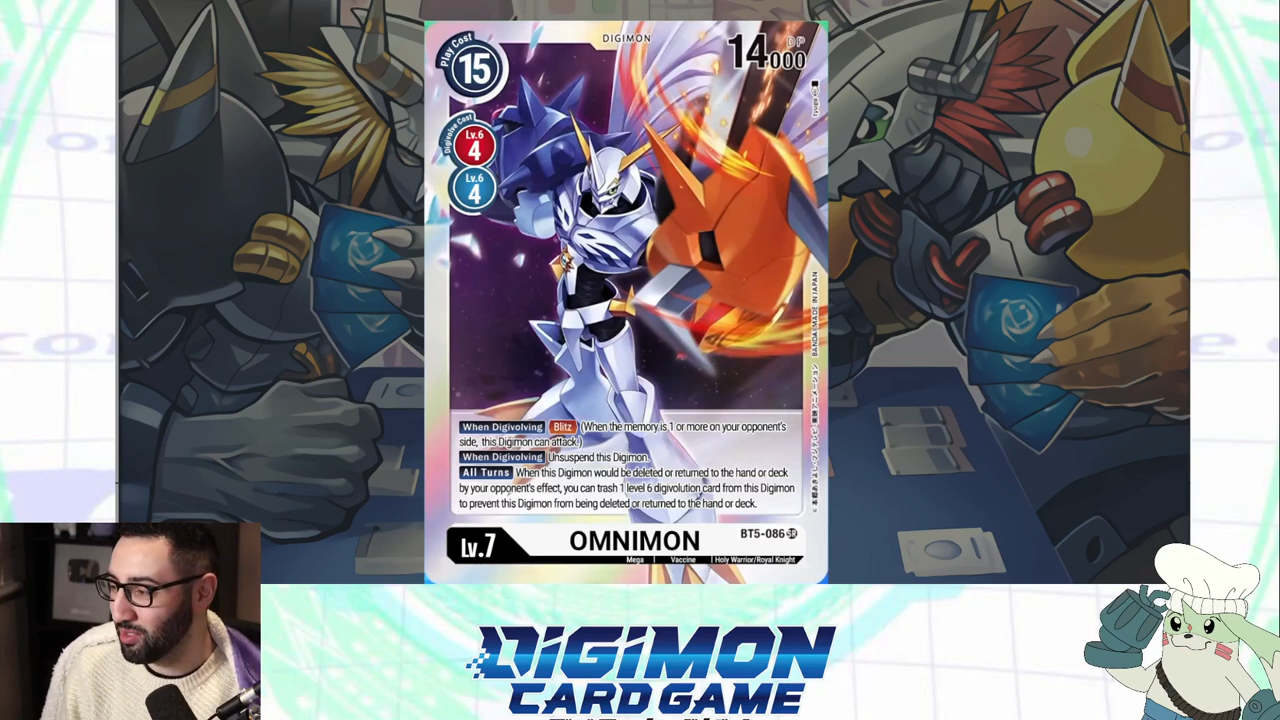 DIGIMON
Play Cost
15
DP
14000
Digivolve Cost
Lv.6
4
Lv.6
4
BANDAI MADE IN JAPAN
When Digivolving Blitz (When the memory is 1 or more on your opponent's
side, this Digimon can attack.)
When Digivolving Unsuspend this Digimon.
All Turns When this Digimon would be deleted or returned to the hand or deck
by your opponent's effect, you can trash 1 level 6 digivolution card from this Digimon
to prevent this Digimon from being deleted or returned to the hand or deck.
Lv.7
OMNIMON
BT5-086 SR
Mega | Vaccine | Holy Warrior/Royal Knight
DIGIMON
CARD GAME